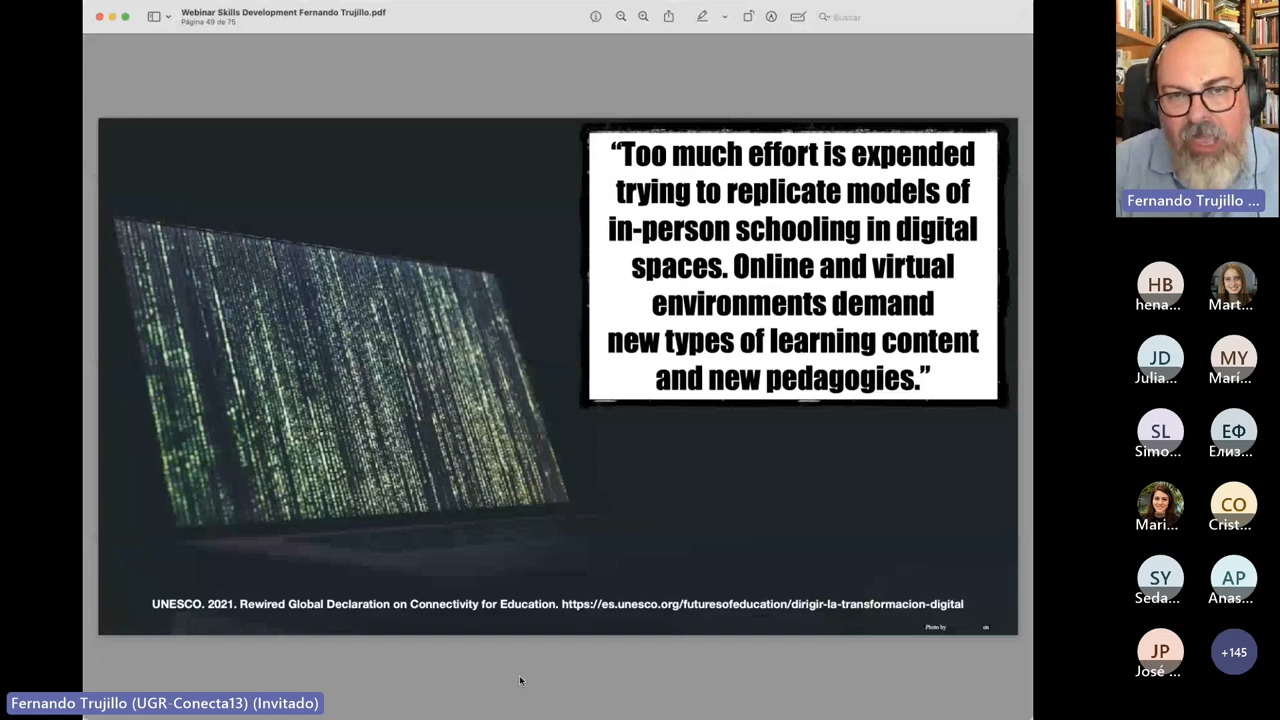 Webinar Skills Development Fernando Trujillo.pdf
Página 49 de 75
Buscar
“Too much effort is expended
trying to replicate models of
in-person schooling in digital
spaces. Online and virtual
environments demand
new types of learning content
and new pedagogies.”
UNESCO. 2021. Rewired Global Declaration on Connectivity for Education. https://es.unesco.org/futuresofeducation/dirigir-la-transformacion-digital
Photo by on
Fernando Trujillo ...
HB
hena...
Mart...
JD
Julia...
MY
Marí...
SL
Simo...
ЕФ
Елиз...
Mari...
CO
Crist...
SY
Seda...
AP
Anas...
JP
José ...
+145
Fernando Trujillo (UGR-Conecta13) (Invitado)